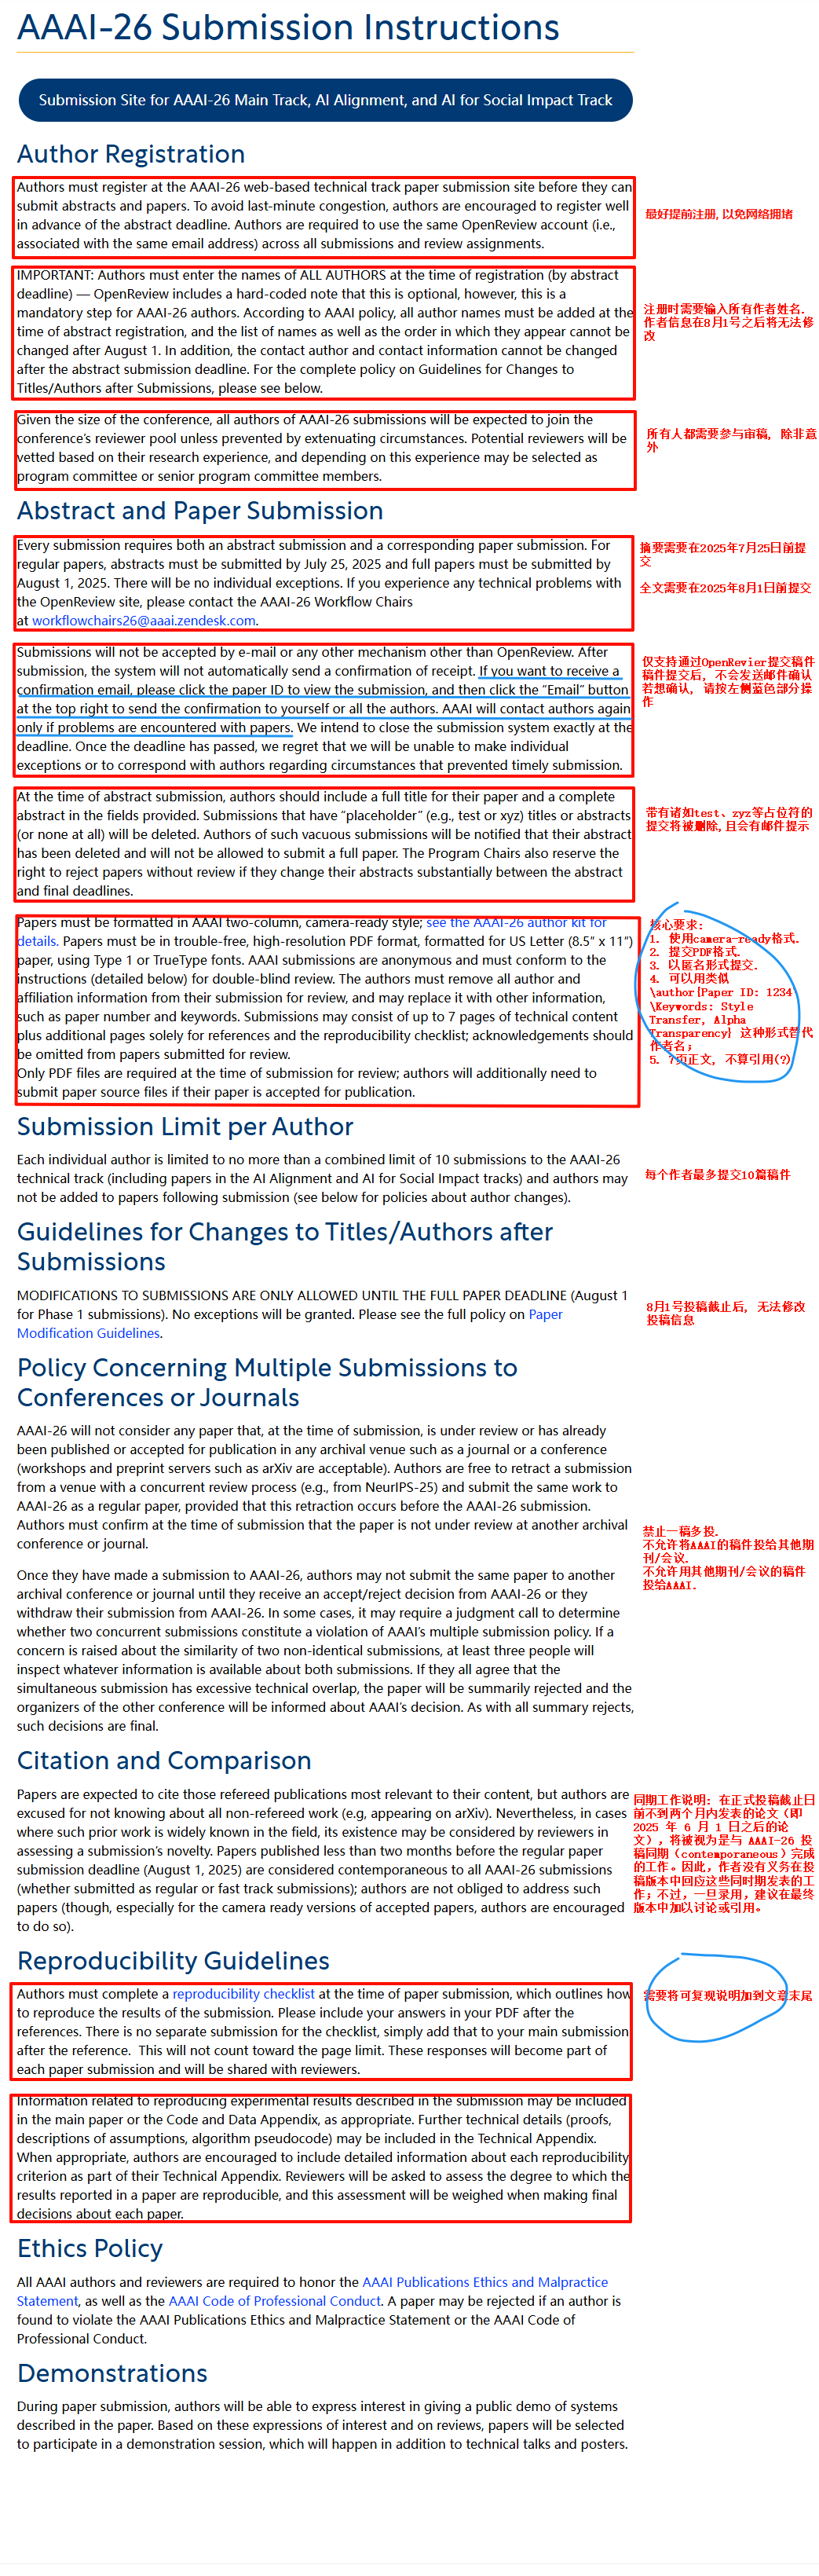 AAAI-26 Submission Instructions
Submission Site for AAAI-26 Main Track, AI Alignment, and AI for Social Impact Track
Author Registration
Authors must register at the AAAI-26 web-based technical track paper submission site before they can
submit abstracts and papers. To avoid last-minute congestion, authors are encouraged to register well
in advance of the abstract deadline. Authors are required to use the same OpenReview account (i.e.,
associated with the same email address) across all submissions and review assignments.
最好提前注册,以免网络拥堵
IMPORTANT: Authors must enter the names of ALL AUTHORS at the time of registration (by abstract
deadline) — OpenReview includes a hard-coded note that this is optional, however, this is a
mandatory step for AAAI-26 authors. According to AAAI policy, all author names must be added at the
time of abstract registration, and the list of names as well as the order in which they appear cannot be
changed after August 1. In addition, the contact author and contact information cannot be changed
after the abstract submission deadline. For the complete policy on Guidelines for Changes to
Titles/Authors after Submissions, please see below.
注册时需要输入所有作者姓名.
作者信息在8月1号之后将无法修
改
Given the size of the conference, all authors of AAAI-26 submissions will be expected to join the
conference's reviewer pool unless prevented by extenuating circumstances. Potential reviewers will be
vetted based on their research experience, and depending on this experience may be selected as
program committee or senior program committee members.
所有人都需要参与审稿, 除非意
外
Abstract and Paper Submission
Every submission requires both an abstract submission and a corresponding paper submission. For
regular papers, abstracts must be submitted by July 25, 2025 and full papers must be submitted by
August 1, 2025. There will be no individual exceptions. If you experience any technical problems with
the OpenReview site, please contact the AAAI-26 Workflow Chairs
at workflowchairs26@aaai.zendesk.com.
摘要需要在2025年7月25日前提
交
全文需要在2025年8月1日前提交
Submissions will not be accepted by e-mail or any other mechanism other than OpenReview. After
submission, the system will not automatically send a confirmation of receipt. If you want to receive a
confirmation email, please click the paper ID to view the submission, and then click the "Email" button
at the top right to send the confirmation to yourself or all the authors. AAAI will contact authors again
only if problems are encountered with papers. We intend to close the submission system exactly at the
deadline. Once the deadline has passed, we regret that we will be unable to make individual
exceptions or to correspond with authors regarding circumstances that prevented timely submission.
仅支持通过OpenRevier提交稿件
稿件提交后, 不会发送邮件确认
若想确认, 请按左侧蓝色部分操
作
At the time of abstract submission, authors should include a full title for their paper and a complete
abstract in the fields provided. Submissions that have "placeholder" (e.g., test or xyz) titles or abstracts
(or none at all) will be deleted. Authors of such vacuous submissions will be notified that their abstract
has been deleted and will not be allowed to submit a full paper. The Program Chairs also reserve the
right to reject papers without review if they change their abstracts substantially between the abstract
and final deadlines.
带有诸如test、zyz等占位符的
提交将被删除,且会有邮件提示
Papers must be formatted in AAAI two-column, camera-ready style; see the AAAI-26 author kit for
details. Papers must be in trouble-free, high-resolution PDF format, formatted for US Letter (8.5" x 11")
paper, using Type 1 or TrueType fonts. AAAI submissions are anonymous and must conform to the
instructions (detailed below) for double-blind review. The authors must remove all author and
affiliation information from their submission for review, and may replace it with other information,
such as paper number and keywords. Submissions may consist of up to 7 pages of technical content
plus additional pages solely for references and the reproducibility checklist; acknowledgements should
be omitted from papers submitted for review.
Only PDF files are required at the time of submission for review; authors will additionally need to
submit paper source files if their paper is accepted for publication.
核心要求:
1. 使用camera-ready格式.
2. 提交PDF格式.
3. 以匿名形式提交.
4. 可以用类似
\author{Paper ID: 1234
\\Keywords: Style
Transfer, Alpha
Transparency} 这种形式替代
作者名;
5. 7页正文, 不算引用(?)
Submission Limit per Author
Each individual author is limited to no more than a combined limit of 10 submissions to the AAAI-26
technical track (including papers in the AI Alignment and AI for Social Impact tracks) and authors may
not be added to papers following submission (see below for policies about author changes).
每个作者最多提交10篇稿件
Guidelines for Changes to Titles/Authors after
Submissions
MODIFICATIONS TO SUBMISSIONS ARE ONLY ALLOWED UNTIL THE FULL PAPER DEADLINE (August 1
for Phase 1 submissions). No exceptions will be granted. Please see the full policy on Paper
Modification Guidelines.
8月1号投稿截止后, 无法修改
投稿信息
Policy Concerning Multiple Submissions to
Conferences or Journals
AAAI-26 will not consider any paper that, at the time of submission, is under review or has already
been published or accepted for publication in any archival venue such as a journal or a conference
(workshops and preprint servers such as arXiv are acceptable). Authors are free to retract a submission
from a venue with a concurrent review process (e.g., from NeurIPS-25) and submit the same work to
AAAI-26 as a regular paper, provided that this retraction occurs before the AAAI-26 submission.
Authors must confirm at the time of submission that the paper is not under review at another archival
conference or journal.
禁止一稿多投.
不允许将AAAI的稿件投给其他期
刊/会议.
不允许用其他期刊/会议的稿件
投给AAAI.
Once they have made a submission to AAAI-26, authors may not submit the same paper to another
archival conference or journal until they receive an accept/reject decision from AAAI-26 or they
withdraw their submission from AAAI-26. In some cases, it may require a judgment call to determine
whether two concurrent submissions constitute a violation of AAAI's multiple submission policy. If a
concern is raised about the similarity of two non-identical submissions, at least three people will
inspect whatever information is available about both submissions. If they all agree that the
simultaneous submission has excessive technical overlap, the paper will be summarily rejected and the
organizers of the other conference will be informed about AAAI's decision. As with all summary rejects,
such decisions are final.
Citation and Comparison
Papers are expected to cite those refereed publications most relevant to their content, but authors are
excused for not knowing about all non-refereed work (e.g, appearing on arXiv). Nevertheless, in cases
where such prior work is widely known in the field, its existence may be considered by reviewers in
assessing a submission's novelty. Papers published less than two months before the regular paper
submission deadline (August 1, 2025) are considered contemporaneous to all AAAI-26 submissions
(whether submitted as regular or fast track submissions); authors are not obliged to address such
papers (though, especially for the camera ready versions of accepted papers, authors are encouraged
to do so).
同期工作说明: 在正式投稿截止日
前不到两个月内发表的论文（即
2025 年 6 月 1 日之后的论
文），将被视为是与 AAAI-26 投
稿同期（contemporaneous）完成
的工作。因此，作者没有义务在投
稿版本中回应这些同时期发表的工
作；不过，一旦录用，建议在最终
版本中加以讨论或引用。
Reproducibility Guidelines
Authors must complete a reproducibility checklist at the time of paper submission, which outlines how
to reproduce the results of the submission. Please include your answers in your PDF after the
references. There is no separate submission for the checklist, simply add that to your main submission
after the reference. This will not count toward the page limit. These responses will become part of
each paper submission and will be shared with reviewers.
需要将可复现说明加到文章末尾
Information related to reproducing experimental results described in the submission may be included
in the main paper or the Code and Data Appendix, as appropriate. Further technical details (proofs,
descriptions of assumptions, algorithm pseudocode) may be included in the Technical Appendix.
When appropriate, authors are encouraged to include detailed information about each reproducibility
criterion as part of their Technical Appendix. Reviewers will be asked to assess the degree to which the
results reported in a paper are reproducible, and this assessment will be weighed when making final
decisions about each paper.
Ethics Policy
All AAAI authors and reviewers are required to honor the AAAI Publications Ethics and Malpractice
Statement, as well as the AAAI Code of Professional Conduct. A paper may be rejected if an author is
found to violate the AAAI Publications Ethics and Malpractice Statement or the AAAI Code of
Professional Conduct.
Demonstrations
During paper submission, authors will be able to express interest in giving a public demo of systems
described in the paper. Based on these expressions of interest and on reviews, papers will be selected
to participate in a demonstration session, which will happen in addition to technical talks and posters.